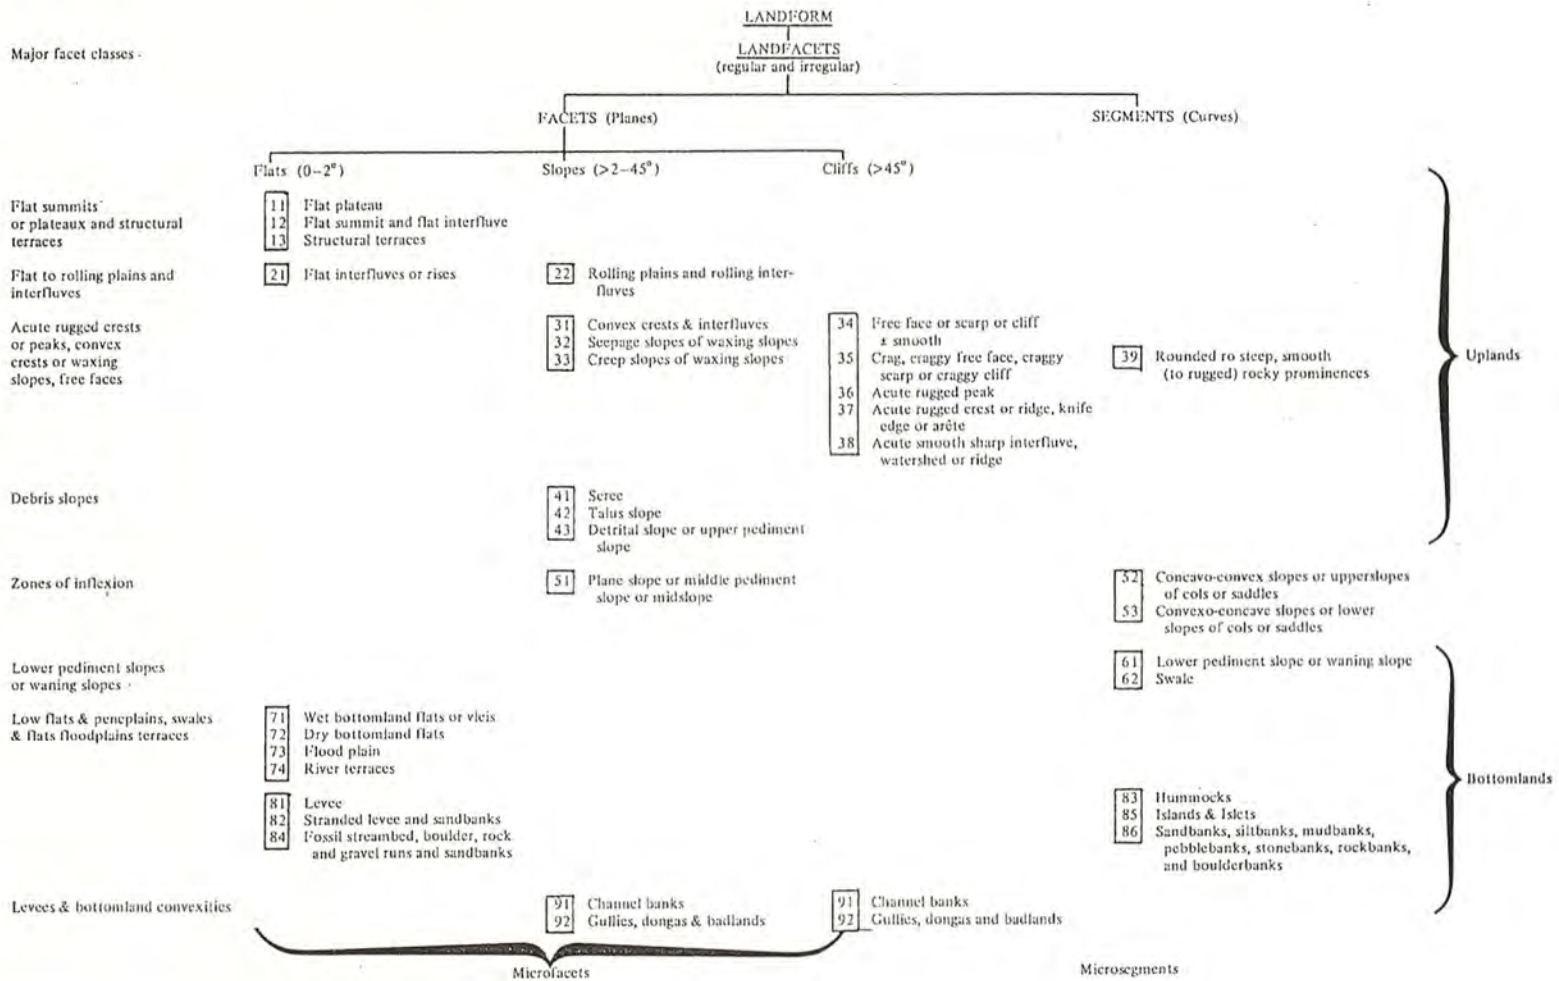 LANDFORM
Major facet classes
LANDFACETS
(regular and irregular)
FACETS (Planes)
SEGMENTS (Curves)
Flats (0–2°)
Slopes (>2–45°)
Cliffs (>45°)
Flat summits
or plateaux and structural
terraces
11 Flat plateau
12 Flat summit and flat interfluve
13 Structural terraces
Flat to rolling plains and
interfluves
21 Flat interfluves or rises
22 Rolling plains and rolling inter-
fluves
Acute rugged crests
or peaks, convex
crests or waxing
slopes, free faces
31 Convex crests & interfluves
32 Seepage slopes of waxing slopes
33 Creep slopes of waxing slopes
34 Free face or scarp or cliff
± smooth
35 Crag, craggy free face, craggy
scarp or craggy cliff
36 Acute rugged peak
37 Acute rugged crest or ridge, knife
edge or arête
38 Acute smooth sharp interfluve,
watershed or ridge
39 Rounded ro steep, smooth
(to rugged) rocky prominences
Uplands
Debris slopes
41 Scree
42 Talus slope
43 Detrital slope or upper pediment
slope
Zones of inflexion
51 Plane slope or middle pediment
slope or midslope
52 Concavo-convex slopes or upperslopes
of cols or saddles
53 Convexo-concave slopes or lower
slopes of cols or saddles
Lower pediment slopes
or waning slopes
61 Lower pediment slope or waning slope
62 Swale
Low flats & peneplains, swales
& flats floodplains terraces
71 Wet bottomland flats or vleis
72 Dry bottomland flats
73 Flood plain
74 River terraces
Bottomlands
81 Levee
82 Stranded levee and sandbanks
84 Fossil streambed, boulder, rock
and gravel runs and sandbanks
83 Hummocks
85 Islands & Islets
86 Sandbanks, siltbanks, mudbanks,
pebblebanks, stonebanks, rockbanks,
and boulderbanks
Levees & bottomland convexities
91 Channel banks
92 Gullies, dongas & badlands
91 Channel banks
92 Gullies, dongas and badlands
Microfacets
Microsegments